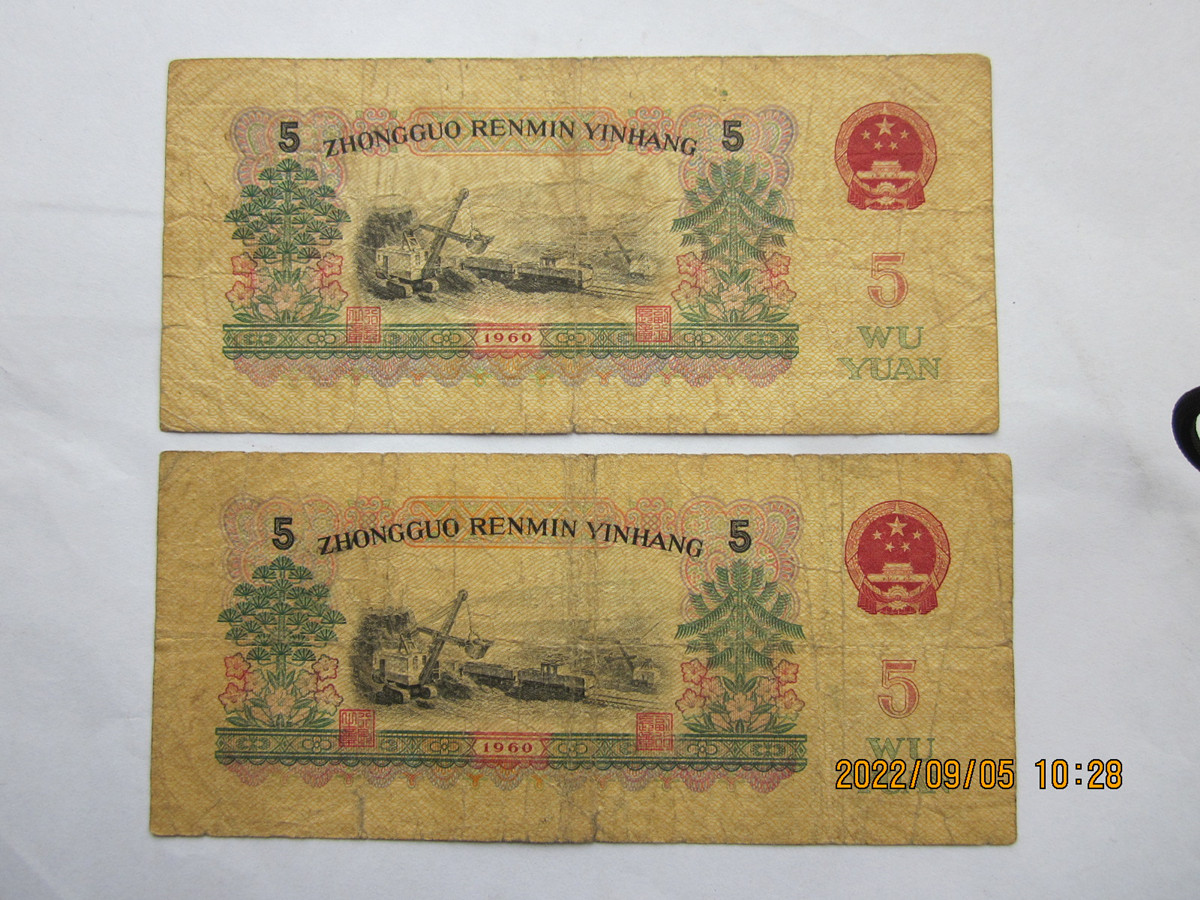 5 ZHONGGUO RENMIN YINHANG 5
5
WU
YUAN
1960
5 ZHONGGUO RENMIN YINHANG 5
5
WU
1960
2022/09/05 10:28